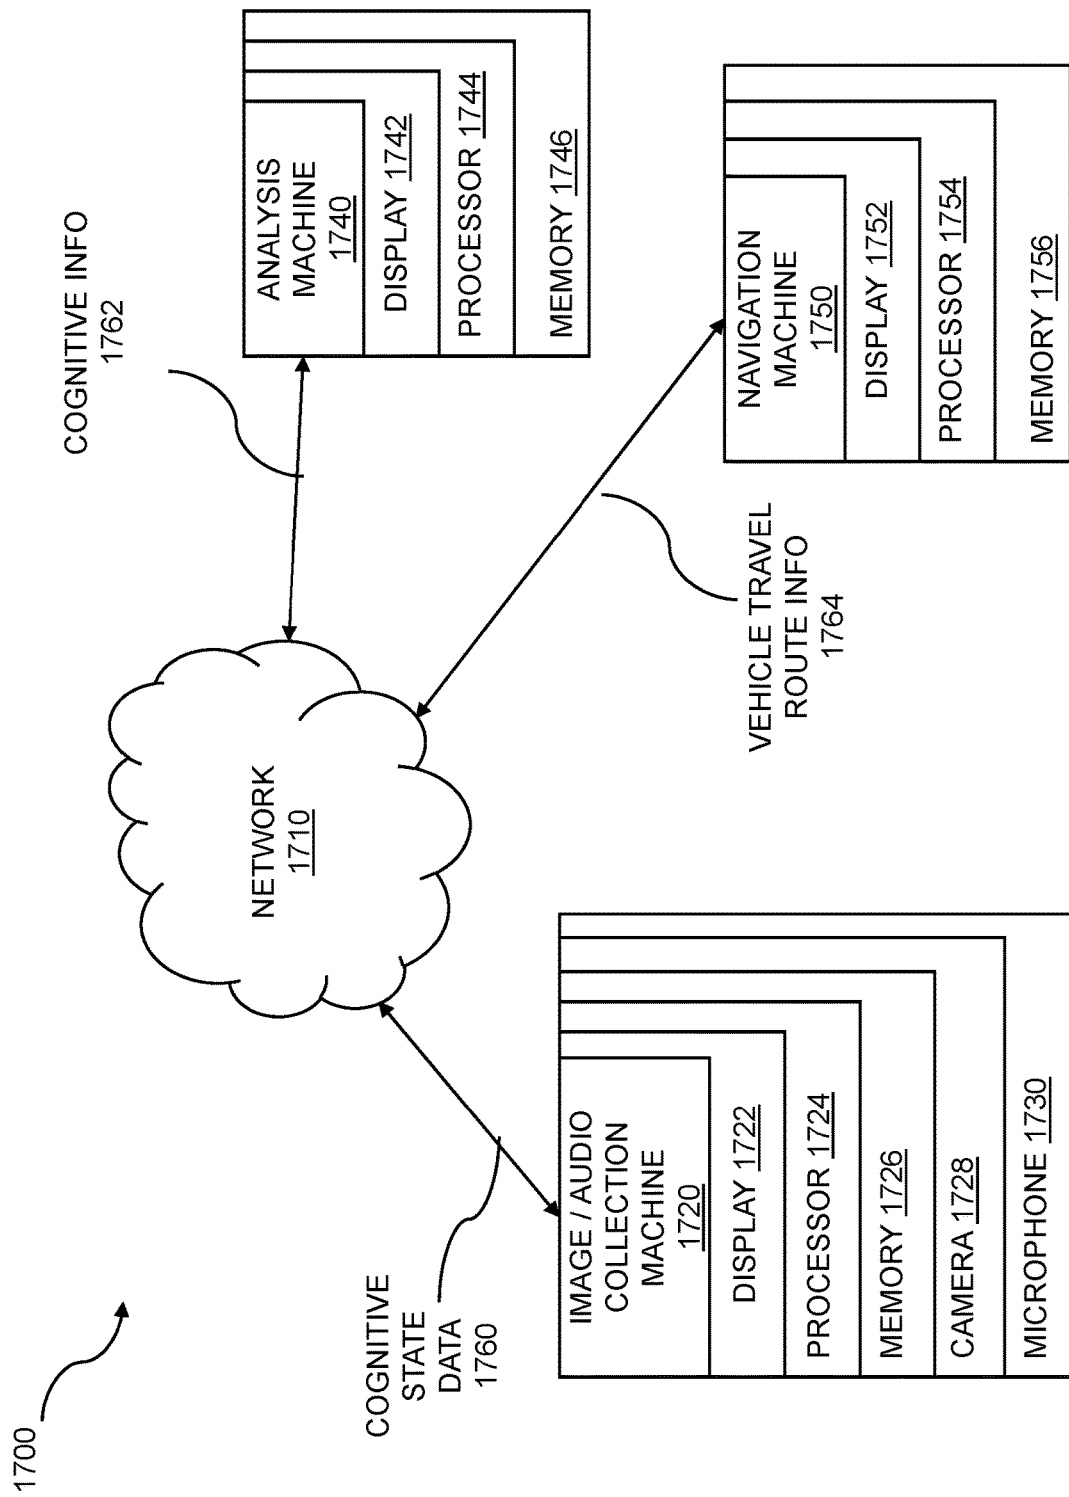 1700
NETWORK
1710
COGNITIVE INFO
1762
ANALYSIS
MACHINE
1740
DISPLAY 1742
PROCESSOR 1744
MEMORY 1746
COGNITIVE
STATE
DATA
1760
VEHICLE TRAVEL
ROUTE INFO
1764
IMAGE / AUDIO
COLLECTION
MACHINE
1720
DISPLAY 1722
PROCESSOR 1724
MEMORY 1726
CAMERA 1728
MICROPHONE 1730
NAVIGATION
MACHINE
1750
DISPLAY 1752
PROCESSOR 1754
MEMORY 1756